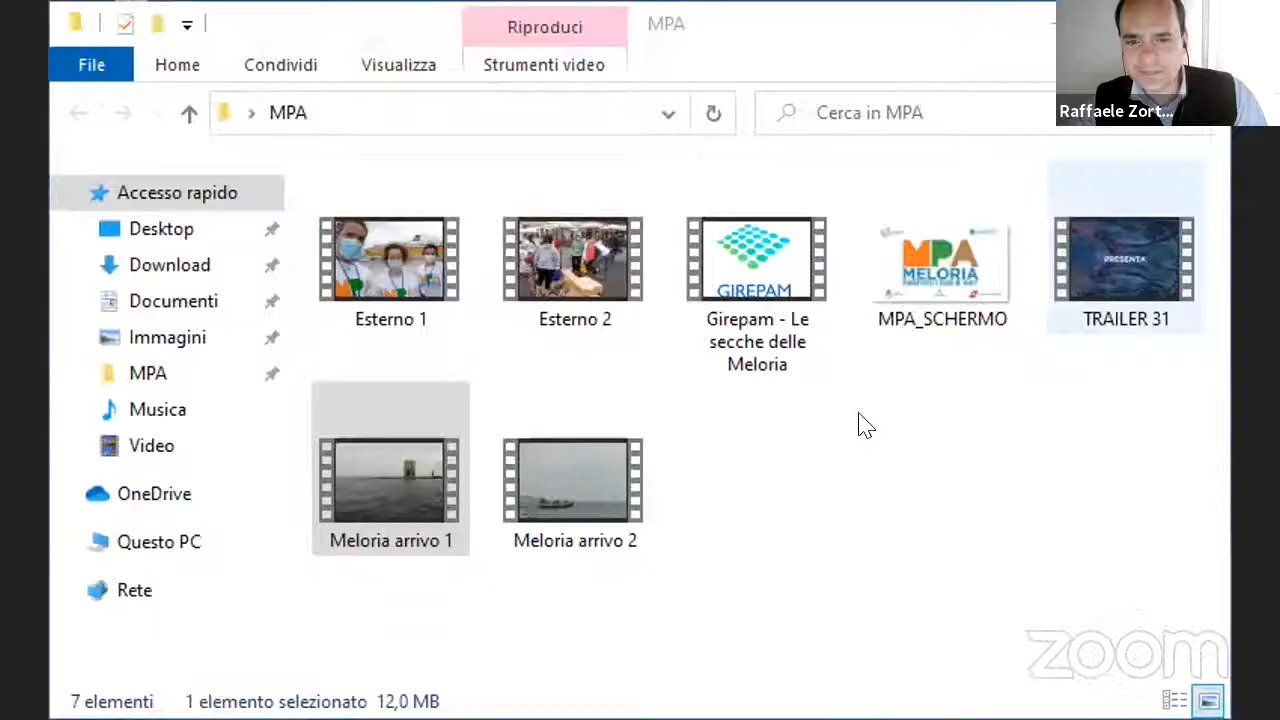 Riproduci
MPA
File
Home
Condividi
Visualizza
Strumenti video
MPA
Cerca in MPA
Raffaele Zort...
Accesso rapido
Desktop
Download
Documenti
Immagini
MPA
Musica
Video
OneDrive
Questo PC
Rete
GIREPAM
MPA
MELORIA
PRESENTA
Esterno 1
Esterno 2
Girepam - Le
secche delle
Meloria
MPA_SCHERMO
TRAILER 31
Meloria arrivo 1
Meloria arrivo 2
zoom
7 elementi
1 elemento selezionato 12,0 MB